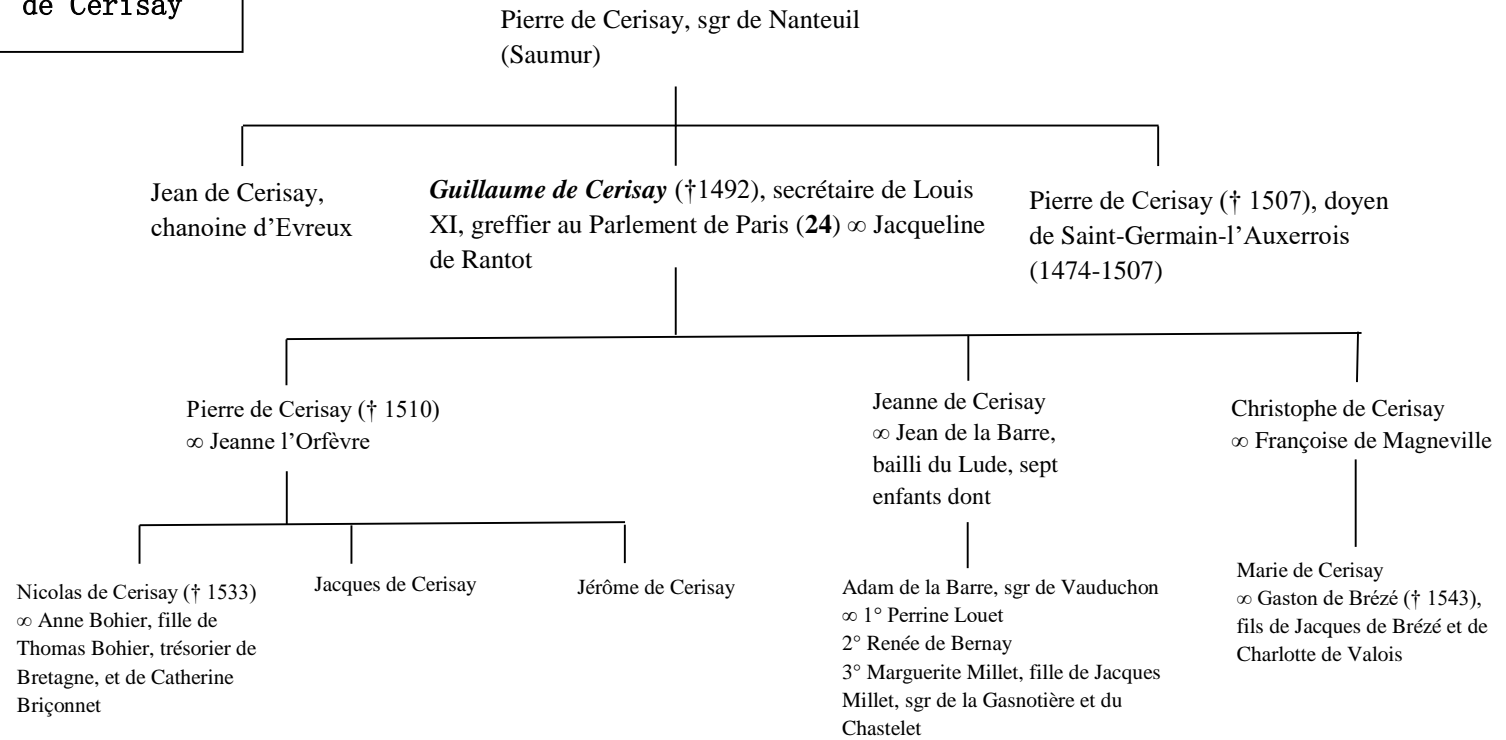 de Cerisay
Pierre de Cerisay, sgr de Nanteuil
(Saumur)
Jean de Cerisay,
chanoine d’Evreux
Guillaume de Cerisay (†1492), secrétaire de Louis
XI, greffier au Parlement de Paris (24) ∞ Jacqueline
de Rantot
Pierre de Cerisay († 1507), doyen
de Saint-Germain-l’Auxerrois
(1474-1507)
Pierre de Cerisay († 1510)
∞ Jeanne l’Orfèvre
Jeanne de Cerisay
∞ Jean de la Barre,
bailli du Lude, sept
enfants dont
Christophe de Cerisay
∞ Françoise de Magneville
Nicolas de Cerisay († 1533)
∞ Anne Bohier, fille de
Thomas Bohier, trésorier de
Bretagne, et de Catherine
Briçonnet
Jacques de Cerisay
Jérôme de Cerisay
Adam de la Barre, sgr de Vauduchon
∞ 1° Perrine Louet
2° Renée de Bernay
3° Marguerite Millet, fille de Jacques
Millet, sgr de la Gasnotière et du
Chastelet
Marie de Cerisay
∞ Gaston de Brézé († 1543),
fils de Jacques de Brézé et de
Charlotte de Valois